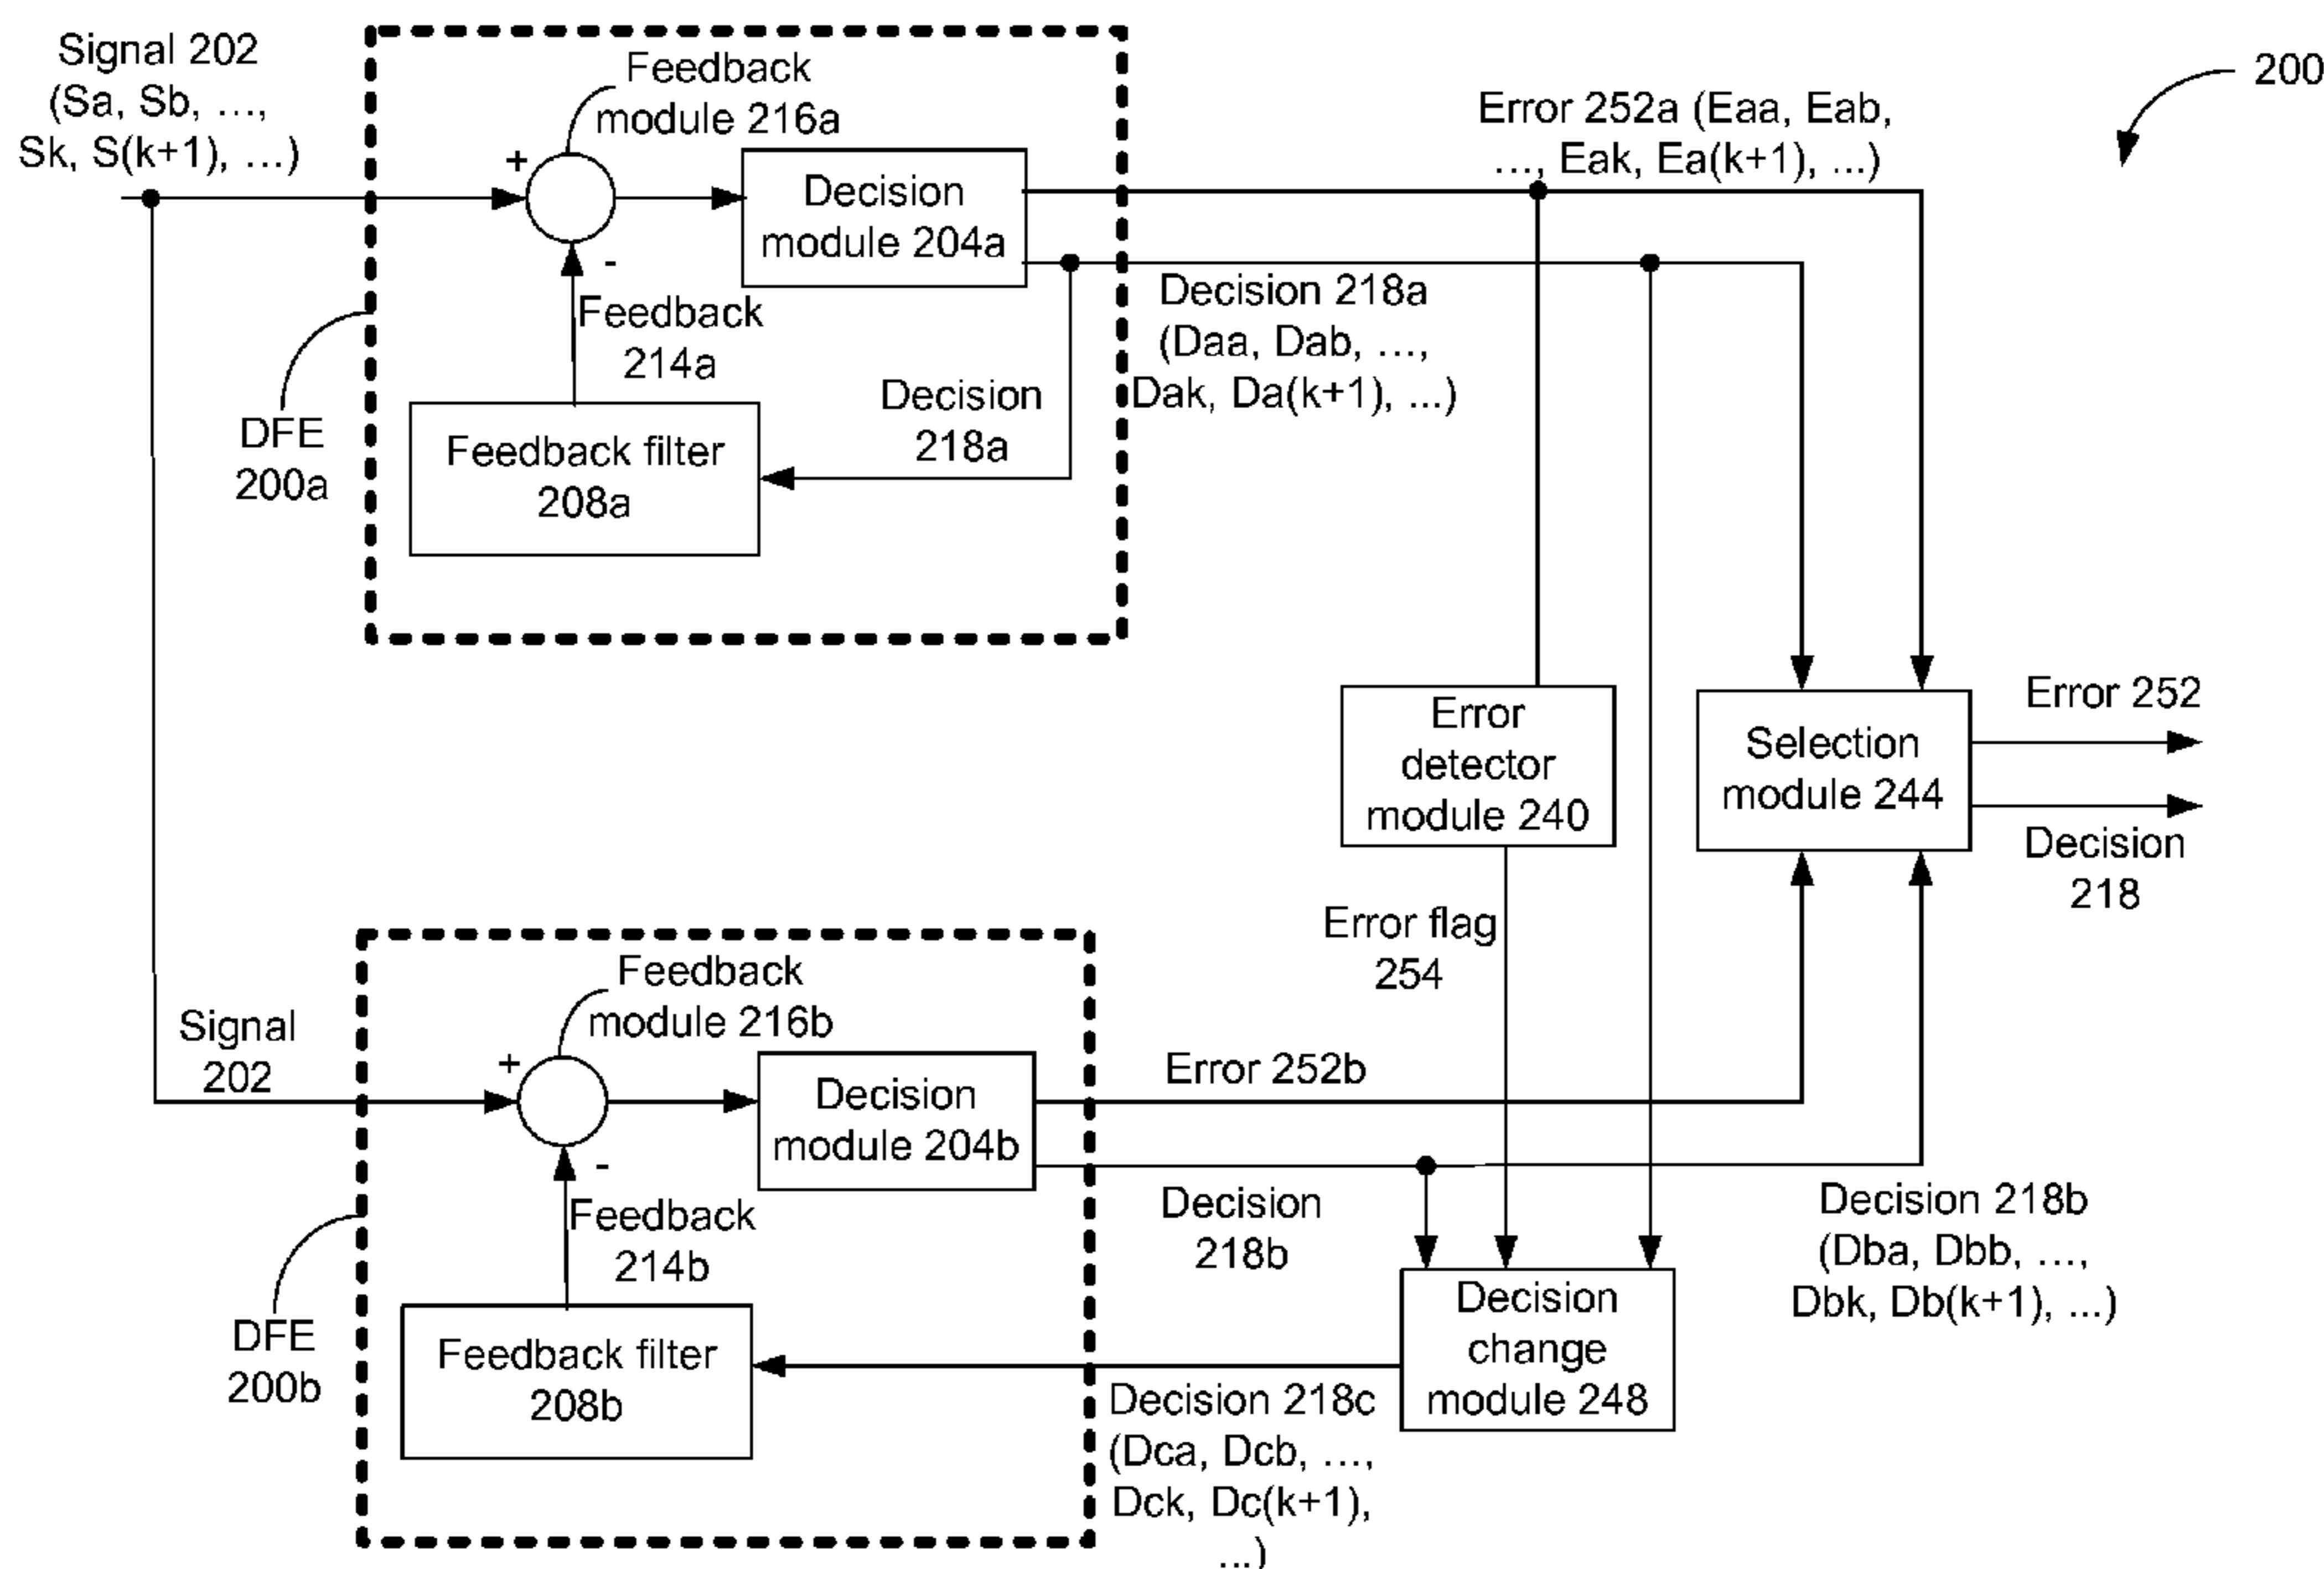 Signal 202
(Sa, Sb, ...,
Sk, S(k+1), ...)
Feedback
module 216a
+
-
Decision
module 204a
Feedback
214a
Decision
218a
Feedback filter
208a
DFE
200a
Error 252a (Eaa, Eab,
..., Eak, Ea(k+1), ...)
200
Decision 218a
(Daa, Dab, ...,
Dak, Da(k+1), ...)
Error
detector
module 240
Selection
module 244
Error 252
Decision
218
Error flag
254
Signal
202
Feedback
module 216b
+
-
Decision
module 204b
Feedback
214b
Feedback filter
208b
DFE
200b
Error 252b
Decision
218b
Decision 218b
(Dba, Dbb, ...,
Dbk, Db(k+1), ...)
Decision
change
module 248
Decision 218c
(Dca, Dcb, ...,
Dck, Dc(k+1),
...)